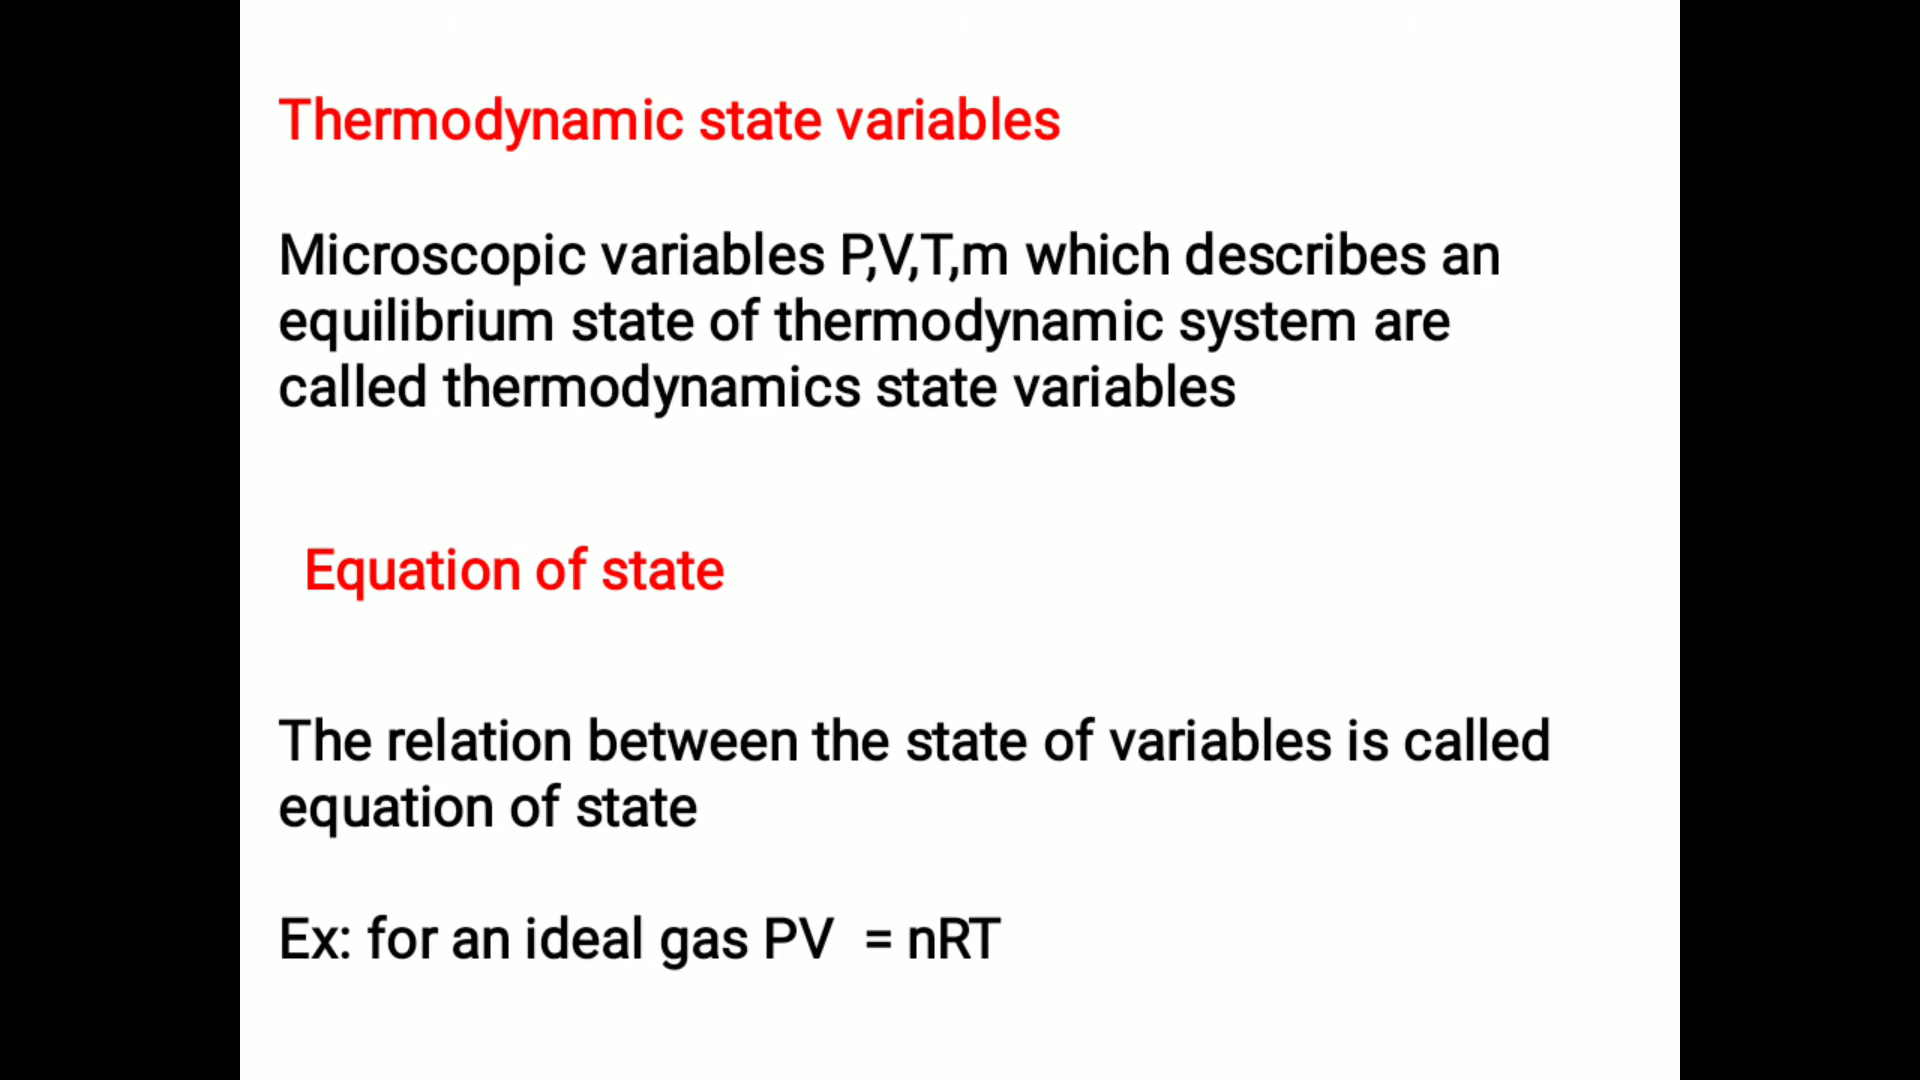 Thermodynamic state variables
Microscopic variables P,V,T,m which describes an
equilibrium state of thermodynamic system are
called thermodynamics state variables
Equation of state
The relation between the state of variables is called
equation of state
Ex: for an ideal gas PV  = nRT